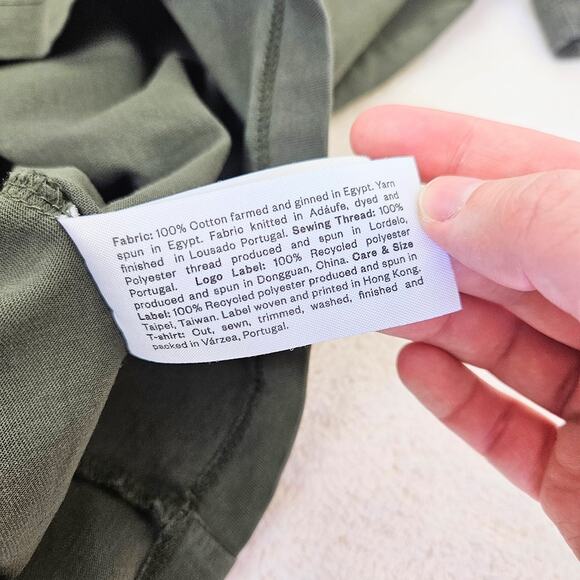 Fabric: 100% Cotton farmed and ginned in Egypt. Yarn
spun in Egypt. Fabric knitted in Adáufe, dyed and
finished in Lousado Portugal. Sewing Thread: 100%
Polyester thread produced and spun in Lordelo,
Portugal. Logo Label: 100% Recycled polyester
produced and spun in Dongguan, China. Care & Size
Label: 100% Recycled polyester produced and spun in
Taipei, Taiwan. Label woven and printed in Hong Kong.
T-shirt: Cut, sewn, trimmed, washed, finished and
packed in Várzea, Portugal.